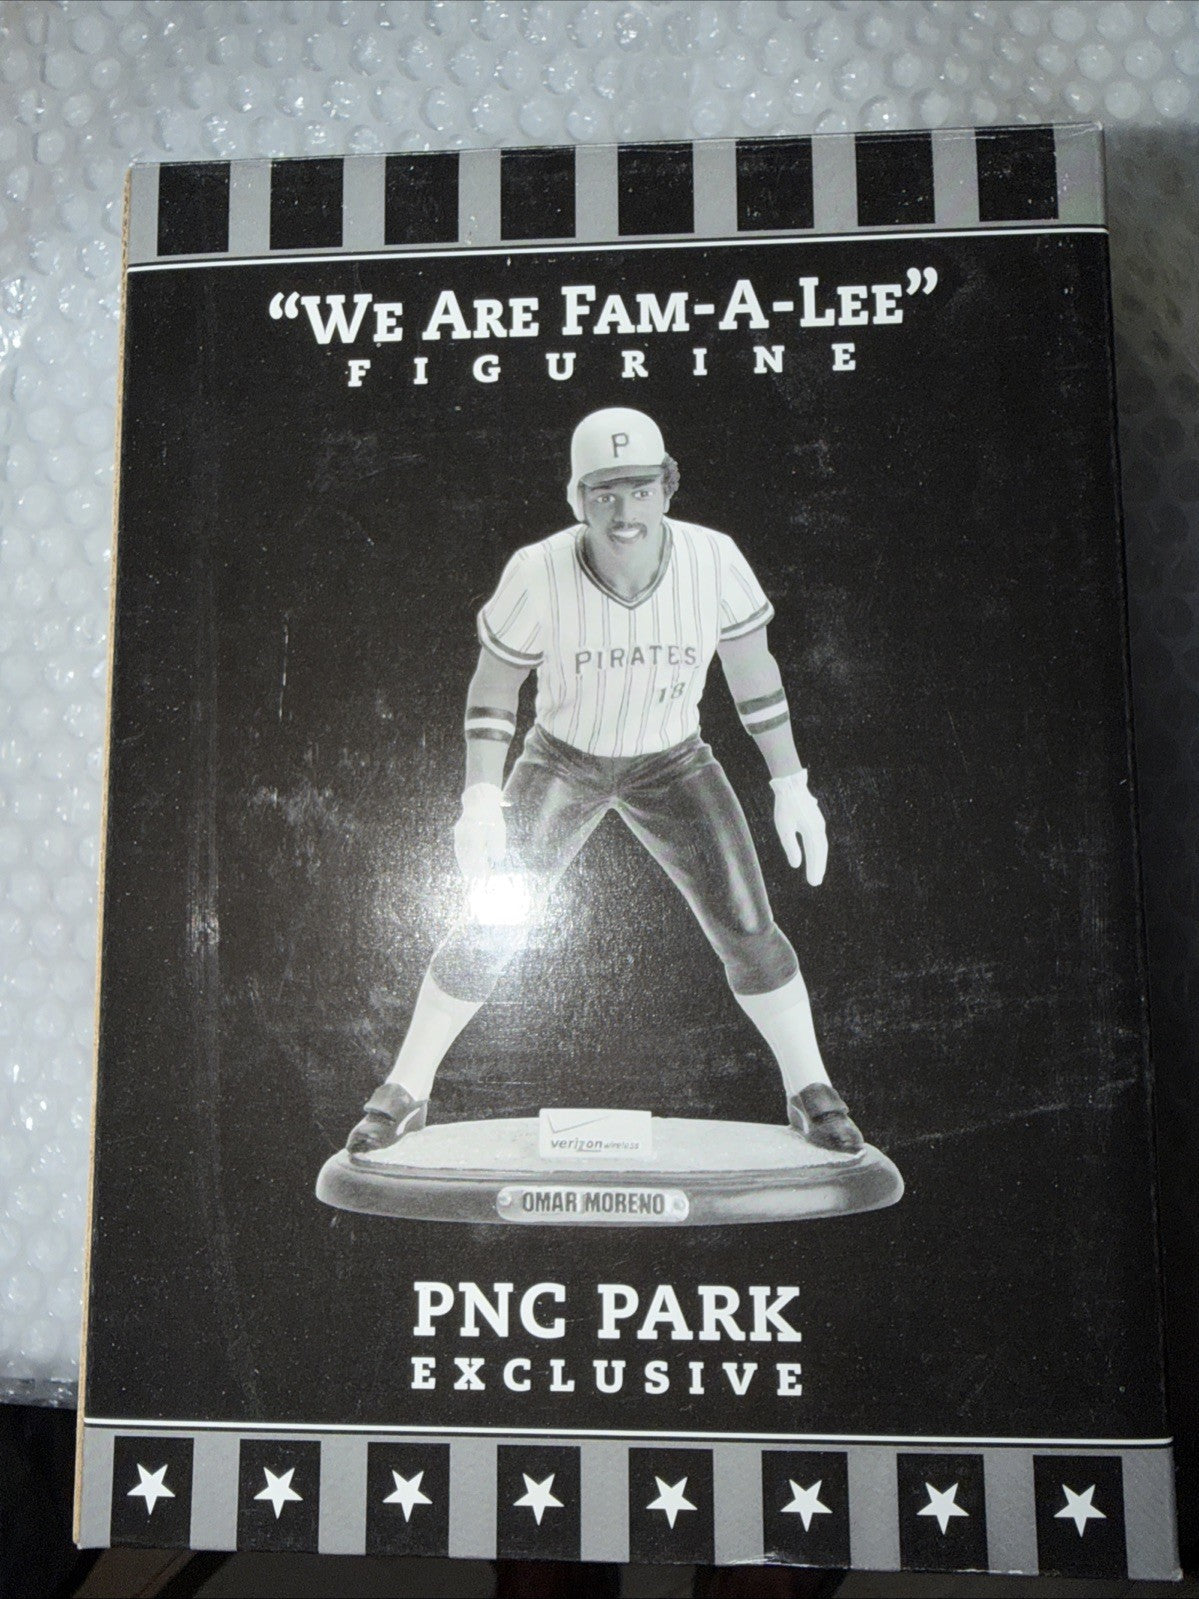 “WE ARE FAM-A-LEE”
FIGURINE
P
PIRATES
18
verizon wireless
OMAR MORENO
PNC PARK
EXCLUSIVE